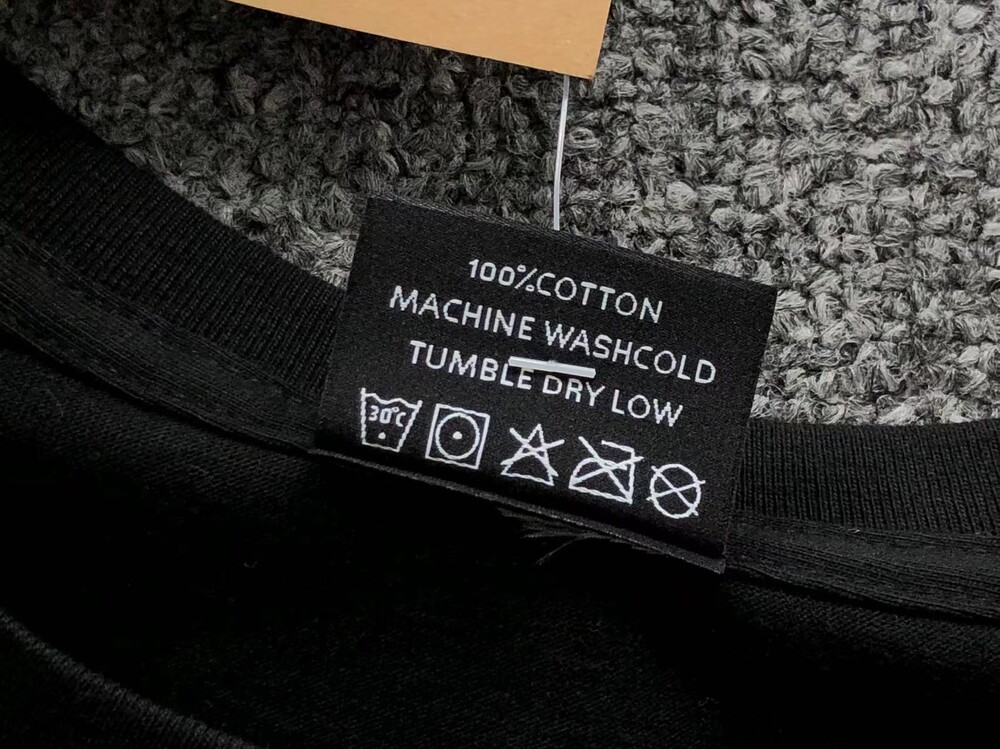 100%COTTON
MACHINE WASHCOLD
TUMBLE DRY LOW
30°C